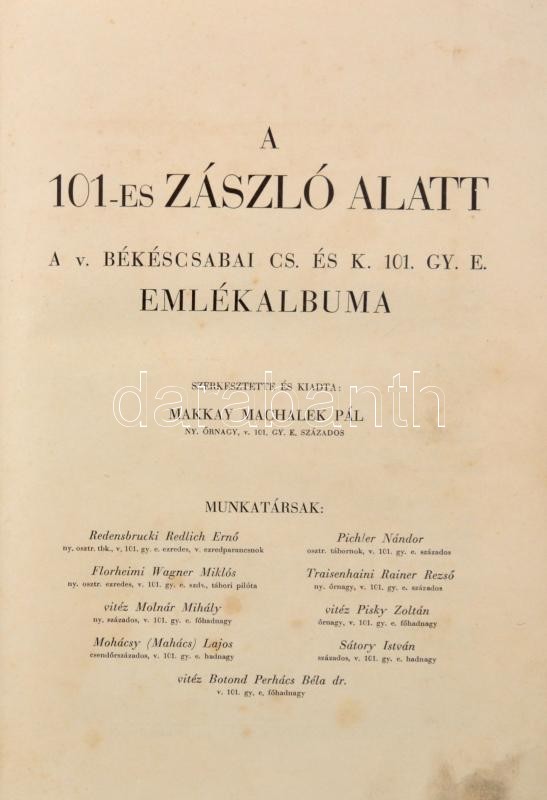 A
101-ES ZÁSZLÓ ALATT
A v. BÉKÉSCSABAI CS. ÉS K. 101. GY. E.
EMLÉKALBUMA
SZERKESZTETTE ÉS KIADTA:
darabanth
MAKKAY MACHALEK PÁL
NY. ŐRNAGY, v. 101. GY. E. SZÁZADOS
MUNKATÁRSAK:
Redensbrucki Redlich Ernő
ny. osztr. tbk., v. 101. gy. e. ezredes, v. ezredparancsnok
Pichler Nándor
osztr. tábornok, v. 101. gy. e. százados
Florheimi Wagner Miklós
ny. osztr. ezredes, v. 101. gy. e. szdv., tábori pilóta
Traisenhaini Rainer Rezső
ny. őrnagy, v. 101. gy. e. százados
vitéz Molnár Mihály
ny. százados, v. 101. gy. e. főhadnagy
vitéz Pisky Zoltán
őrnagy, v. 101. gy. e. főhadnagy
Mohácsy (Mahács) Lajos
csendőrszázados, v. 101. gy. e. hadnagy
Sátory István
százados, v. 101. gy. e. hadnagy
vitéz Botond Perhács Béla dr.
v. 101. gy. e. főhadnagy